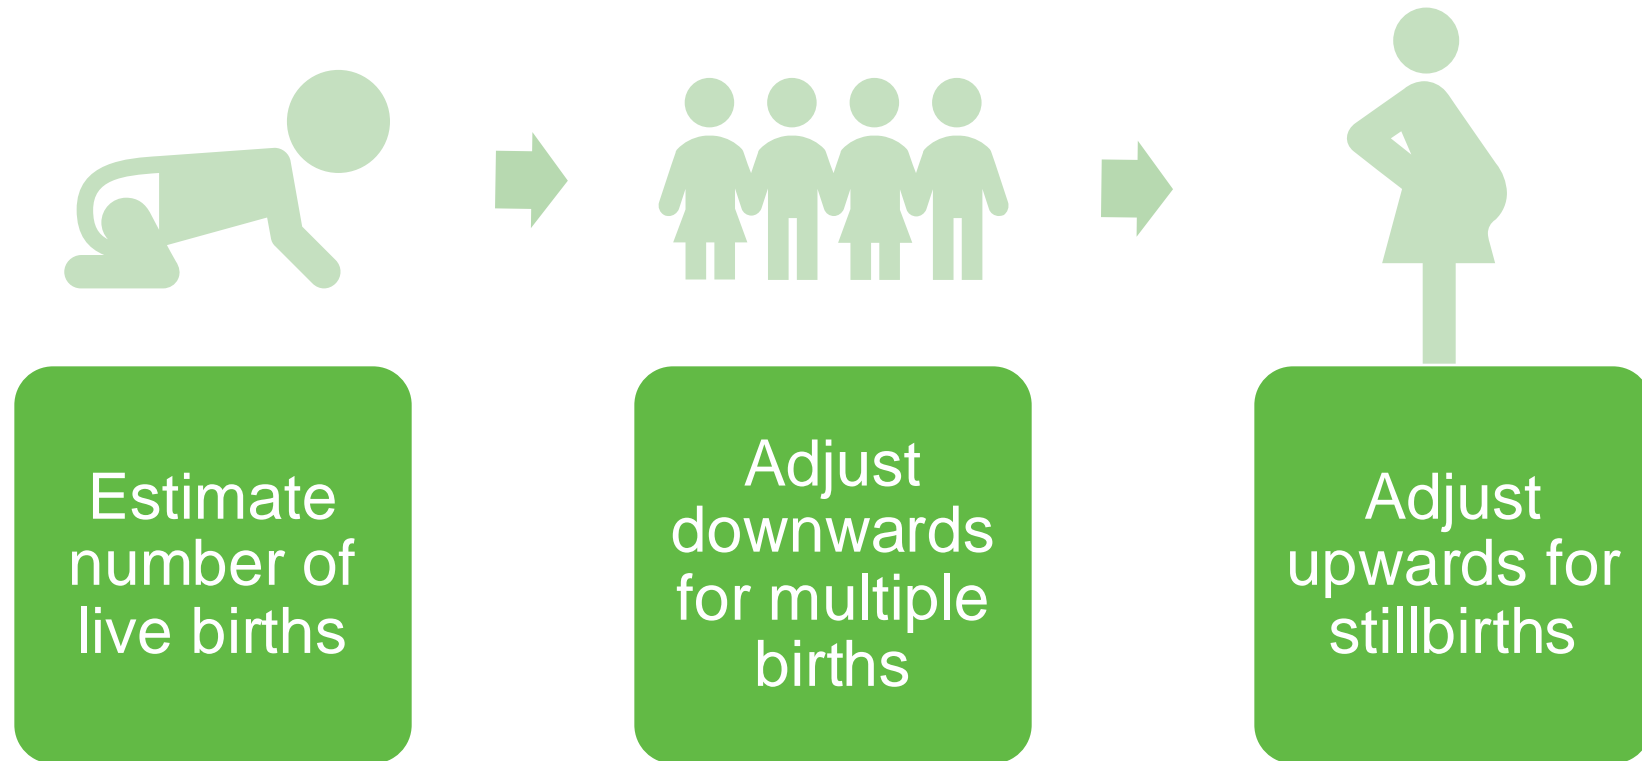 Estimate
number of
live births
Adjust
downwards
for multiple
births
Adjust
upwards for
stillbirths